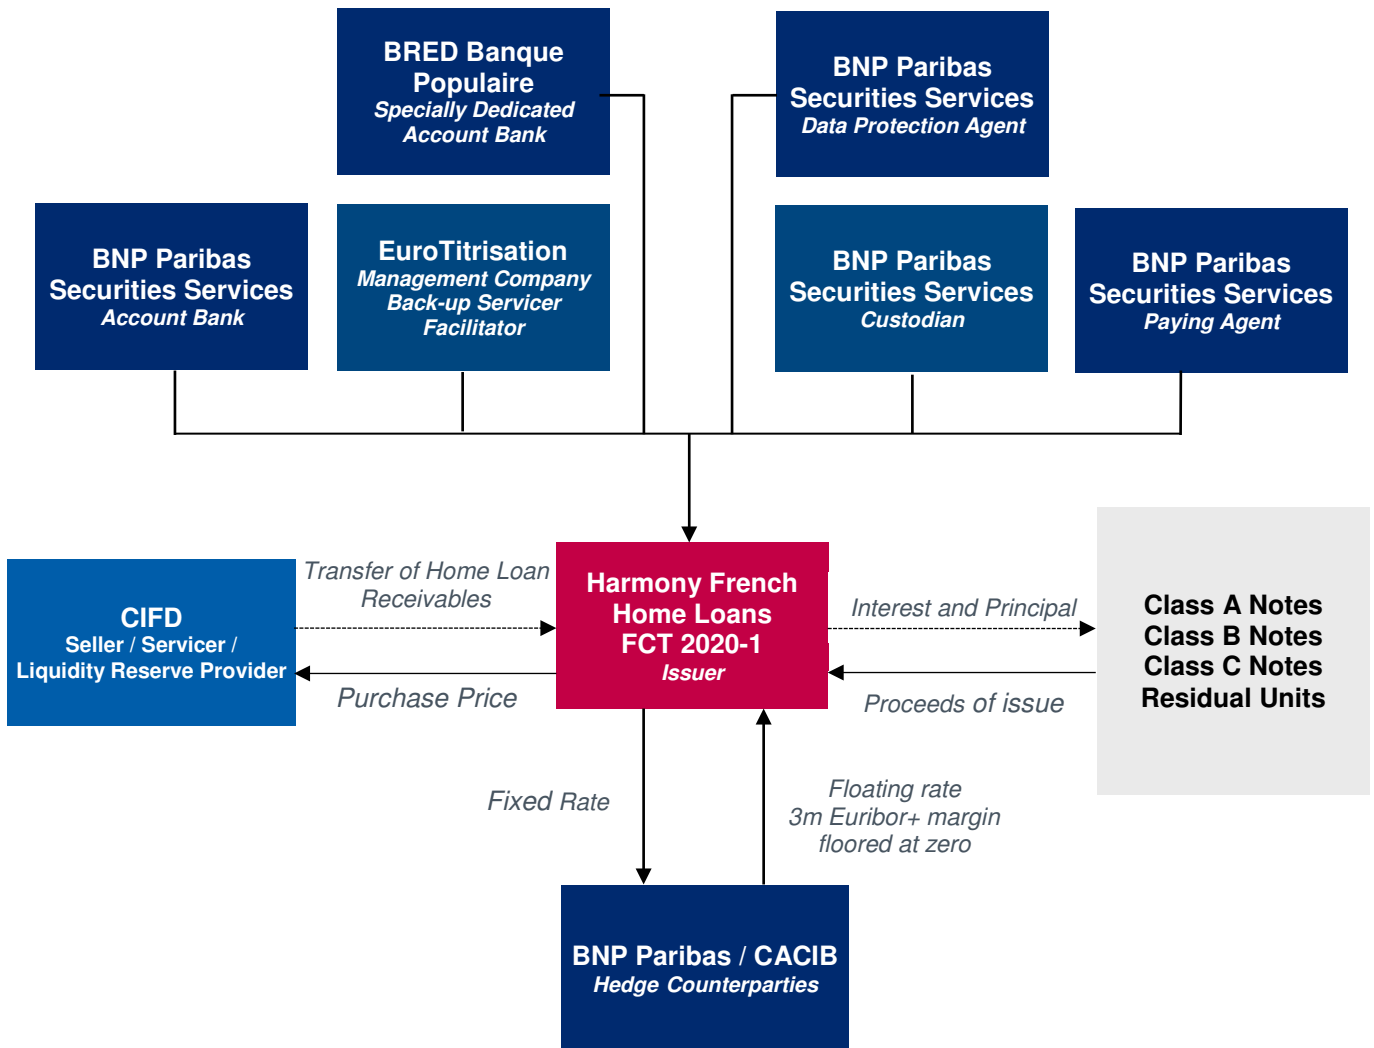 BRED Banque
Populaire
Specially Dedicated
Account Bank
BNP Paribas
Securities Services
Data Protection Agent
BNP Paribas
Securities Services
Account Bank
EuroTitrisation
Management Company
Back-up Servicer
Facilitator
BNP Paribas
Securities Services
Custodian
BNP Paribas
Securities Services
Paying Agent
CIFD
Seller / Servicer /
Liquidity Reserve Provider
Transfer of Home Loan
Receivables
Purchase Price
Harmony French
Home Loans
FCT 2020-1
Issuer
Interest and Principal
Proceeds of issue
Class A Notes
Class B Notes
Class C Notes
Residual Units
Fixed Rate
Floating rate
3m Euribor+ margin
floored at zero
BNP Paribas / CACIB
Hedge Counterparties